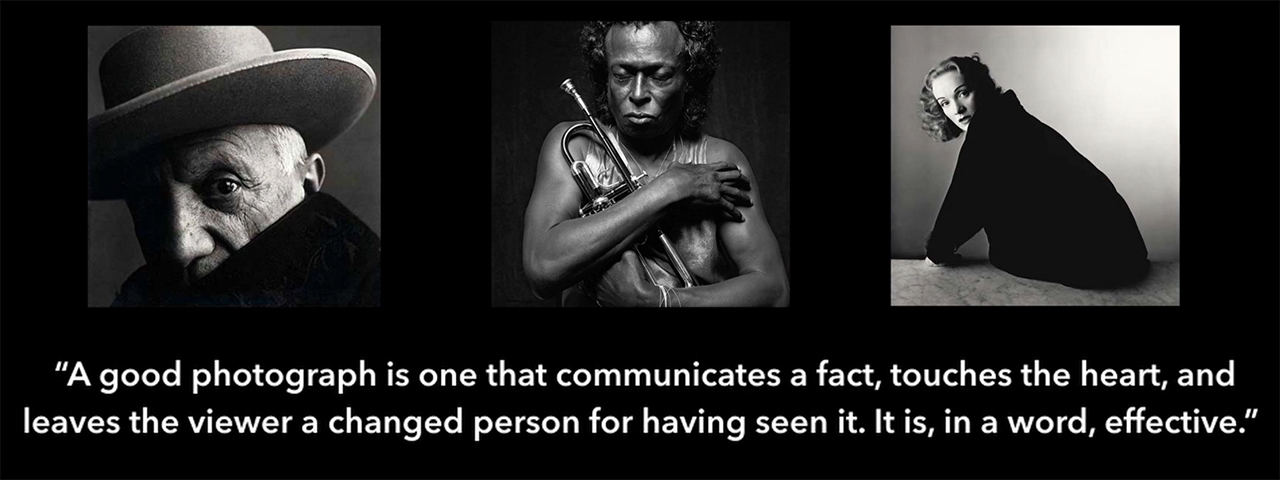 “A good photograph is one that communicates a fact, touches the heart, and
leaves the viewer a changed person for having seen it. It is, in a word, effective.”